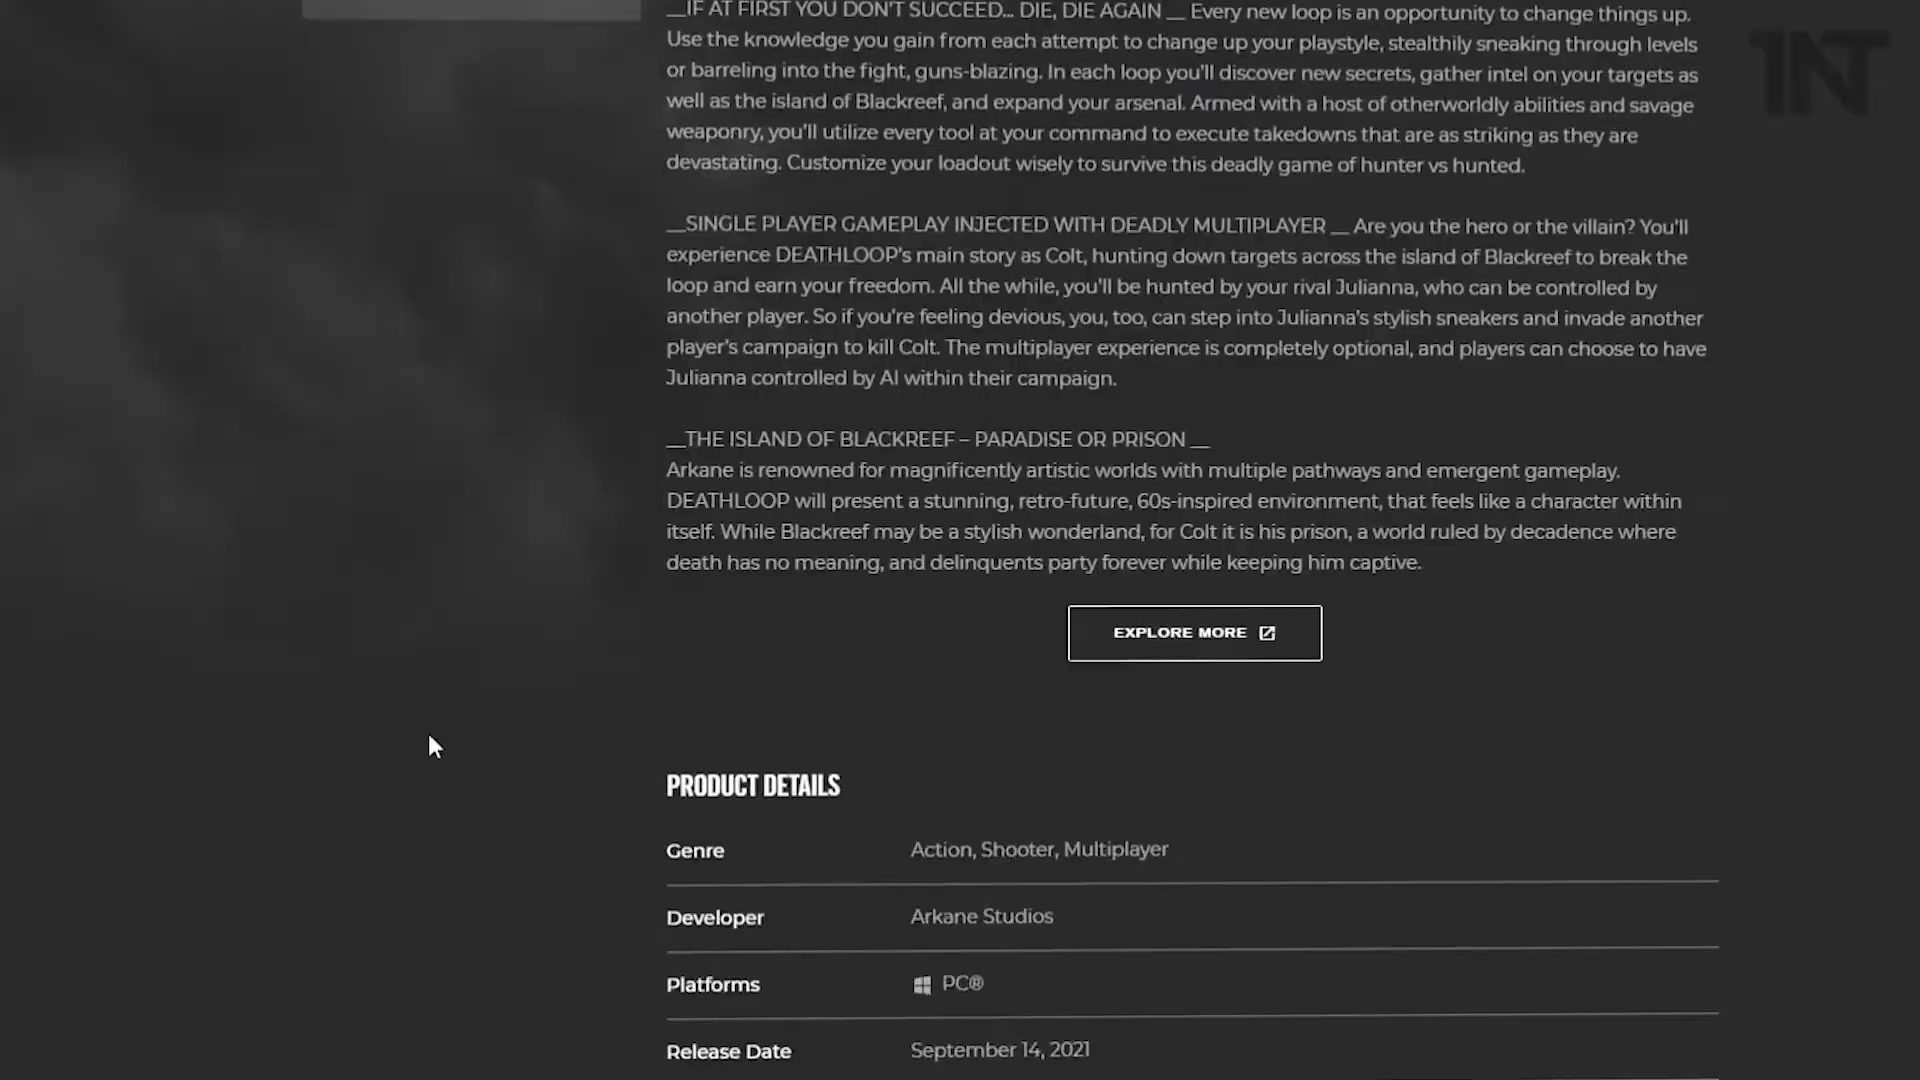 __IF AT FIRST YOU DON'T SUCCEED... DIE, DIE AGAIN __ Every new loop is an opportunity to change things up.
Use the knowledge you gain from each attempt to change up your playstyle, stealthily sneaking through levels
or barreling into the fight, guns-blazing. In each loop you'll discover new secrets, gather intel on your targets as
well as the island of Blackreef, and expand your arsenal. Armed with a host of otherworldly abilities and savage
weaponry, you'll utilize every tool at your command to execute takedowns that are as striking as they are
devastating. Customize your loadout wisely to survive this deadly game of hunter vs hunted.
__SINGLE PLAYER GAMEPLAY INJECTED WITH DEADLY MULTIPLAYER __ Are you the hero or the villain? You'll
experience DEATHLOOP's main story as Colt, hunting down targets across the island of Blackreef to break the
loop and earn your freedom. All the while, you'll be hunted by your rival Julianna, who can be controlled by
another player. So if you're feeling devious, you, too, can step into Julianna's stylish sneakers and invade another
player's campaign to kill Colt. The multiplayer experience is completely optional, and players can choose to have
Julianna controlled by AI within their campaign.
__THE ISLAND OF BLACKREEF – PARADISE OR PRISON __
Arkane is renowned for magnificently artistic worlds with multiple pathways and emergent gameplay.
DEATHLOOP will present a stunning, retro-future, 60s-inspired environment, that feels like a character within
itself. While Blackreef may be a stylish wonderland, for Colt it is his prison, a world ruled by decadence where
death has no meaning, and delinquents party forever while keeping him captive.
EXPLORE MORE
PRODUCT DETAILS
Genre Action, Shooter, Multiplayer
Developer Arkane Studios
Platforms PC®
Release Date September 14, 2021
1NT